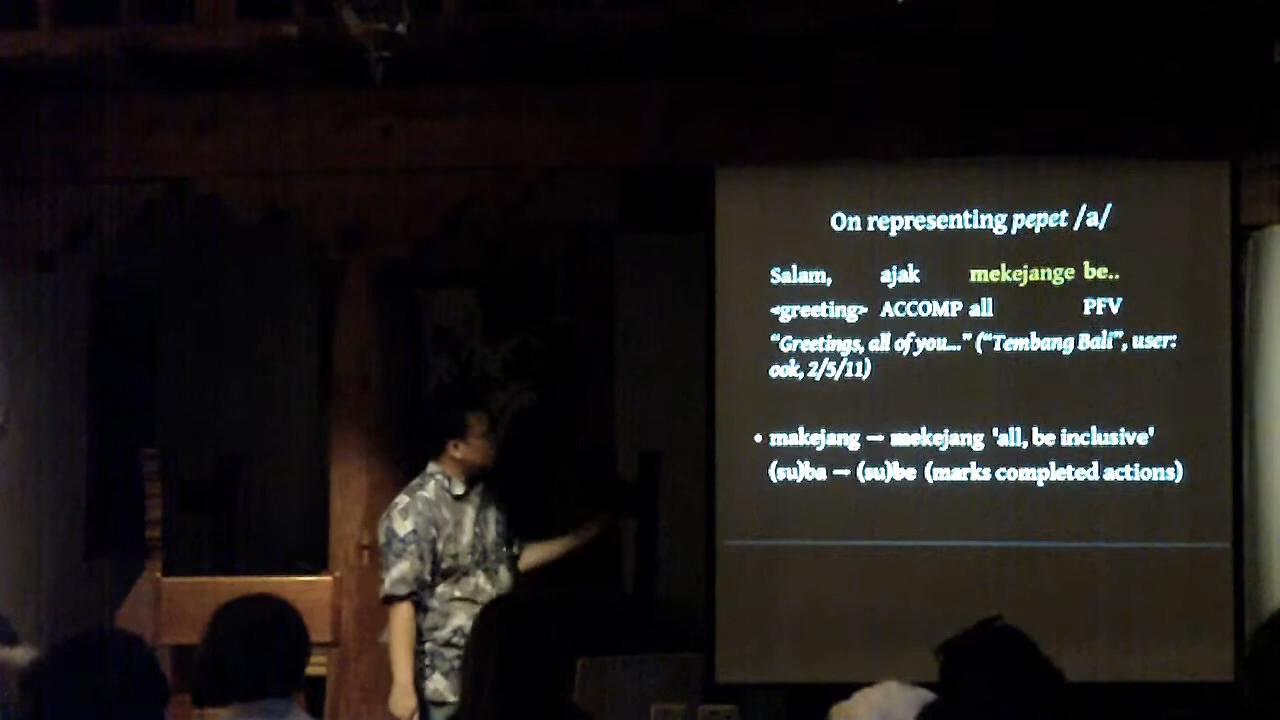 On representing pepet /a/
Salam, ajak mekejange be..
<greeting> ACCOMP all PFV
"Greetings, all of you..." ("Tembang Bali", user:
ook, 2/5/11)
• makejang – mekejang 'all, be inclusive'
(su)ba – (su)be (marks completed actions)